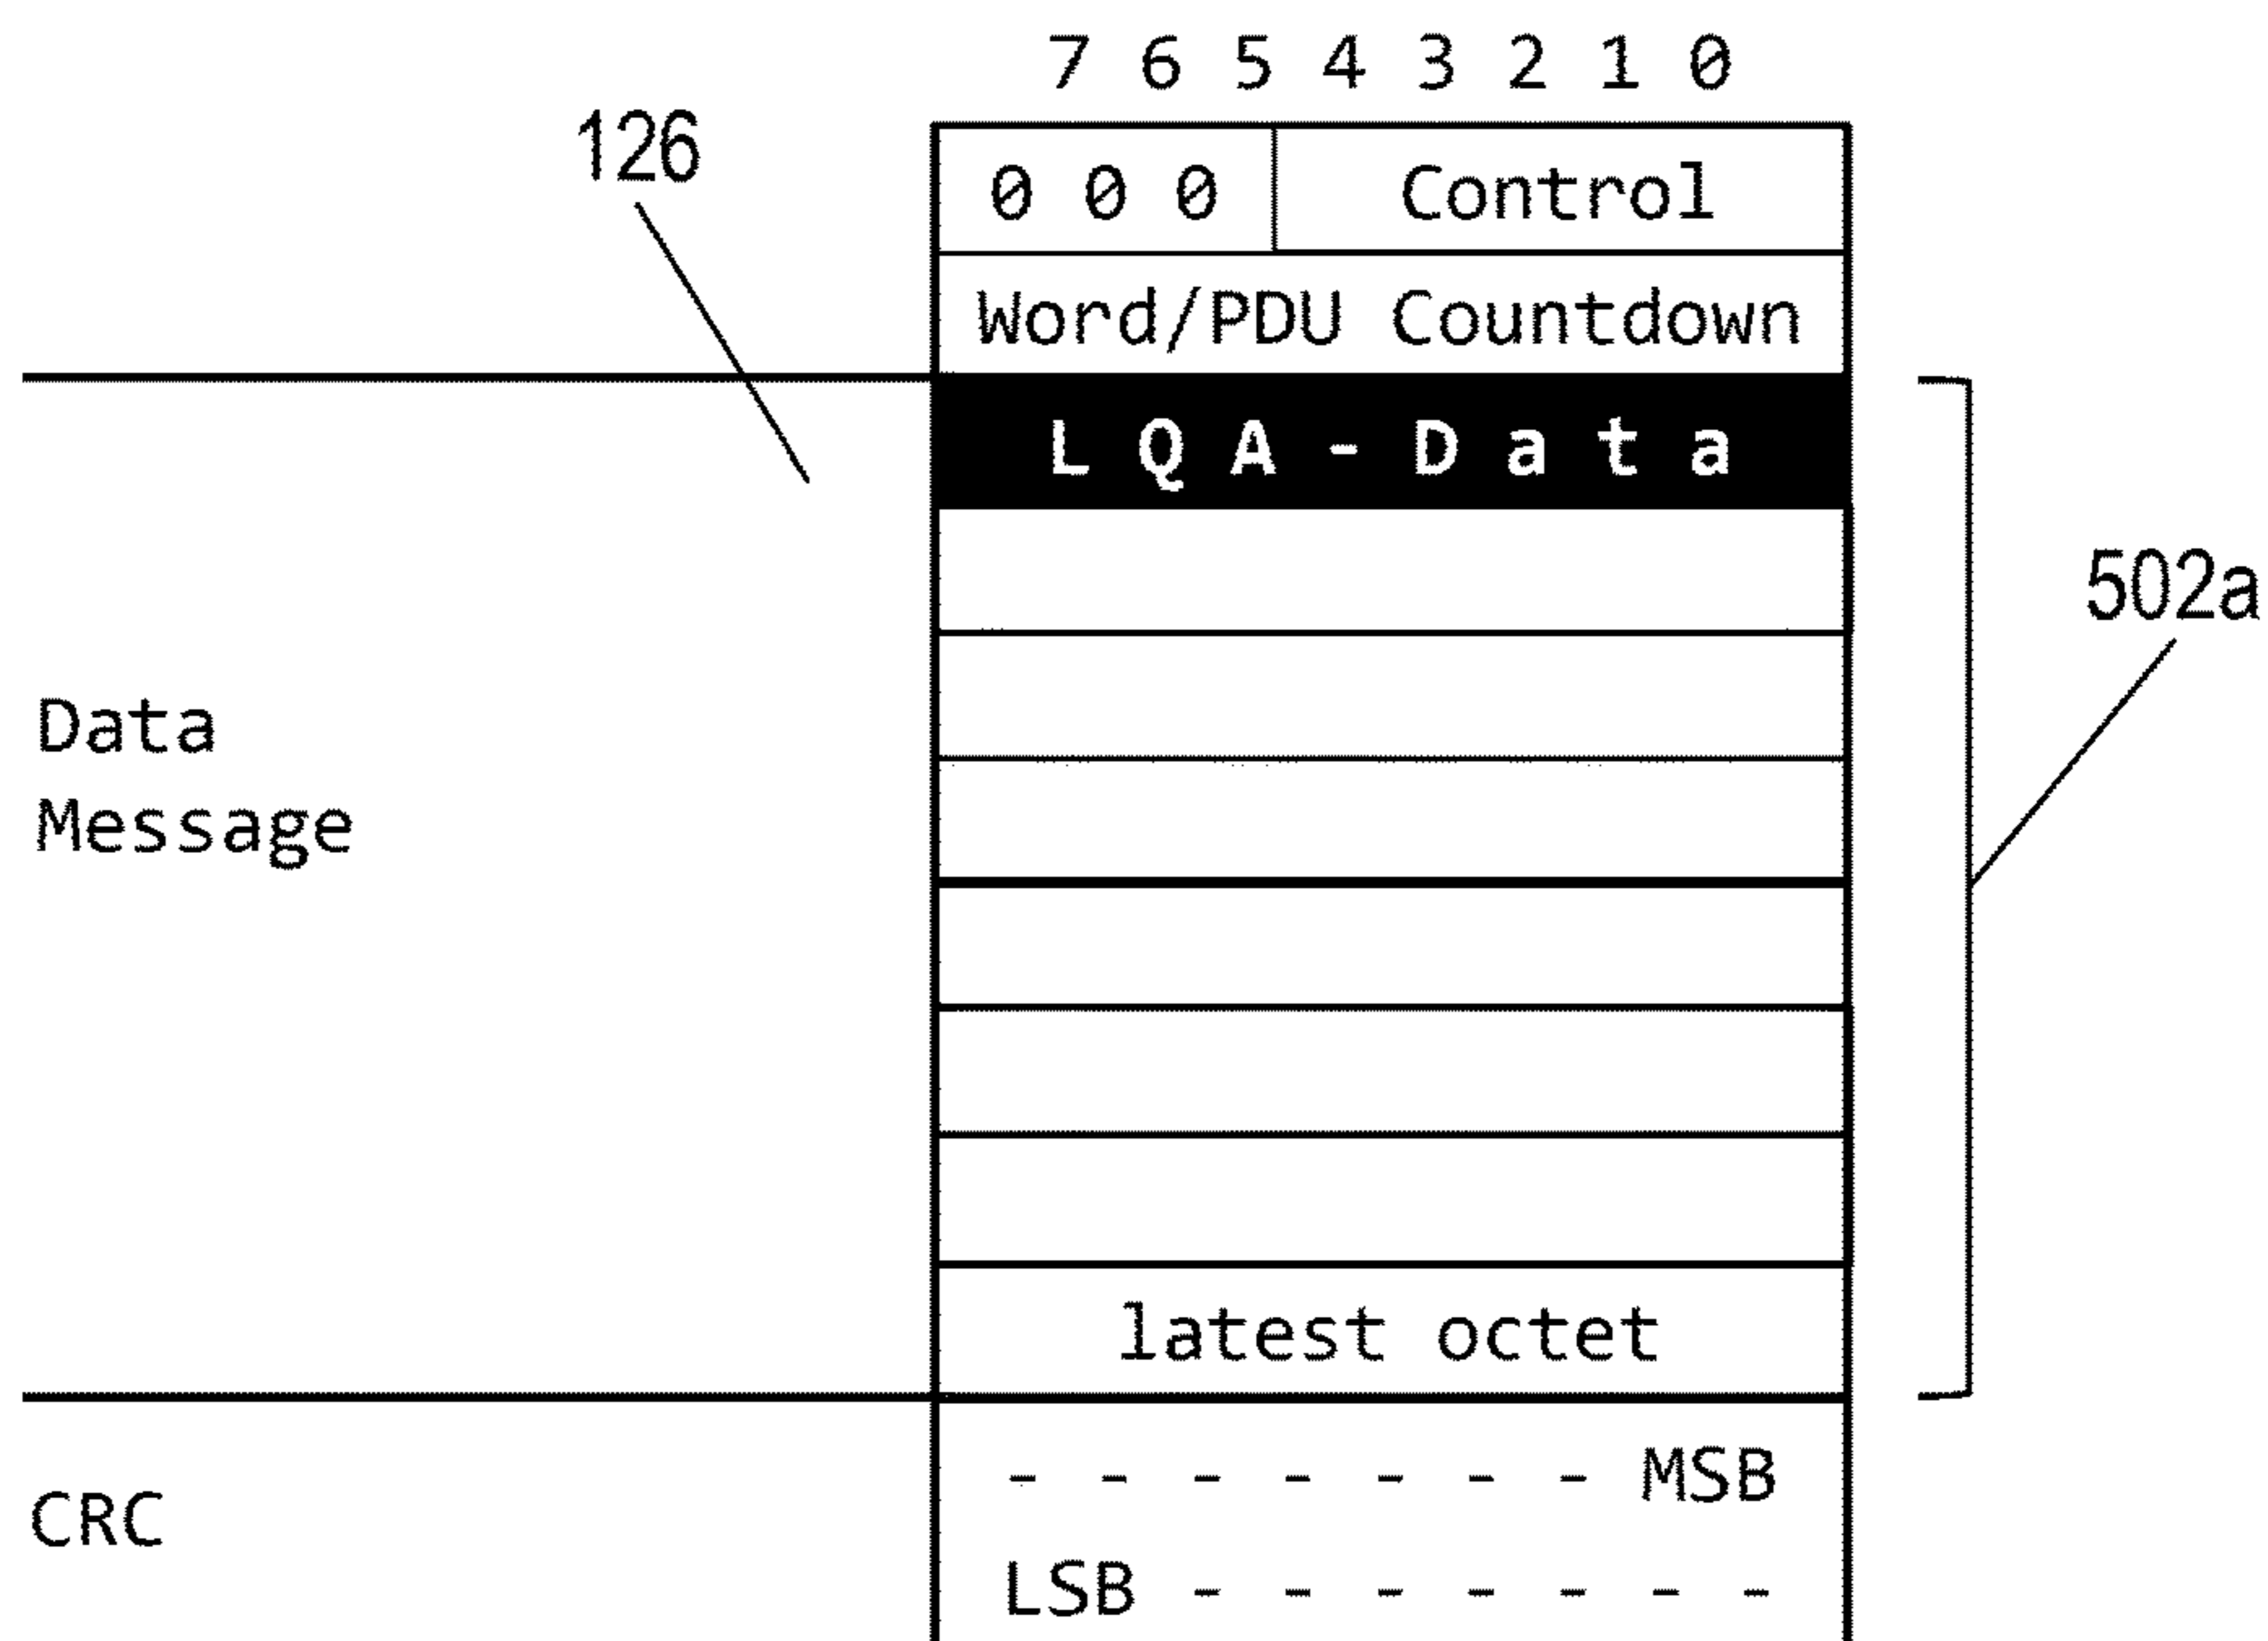 7 6 5 4 3 2 1 0
126
0 0 0 Control
Word/PDU Countdown
L Q A - D a t a
502a
Data
Message
latest octet
- - - - - - - MSB
CRC
LSB - - - - - - -